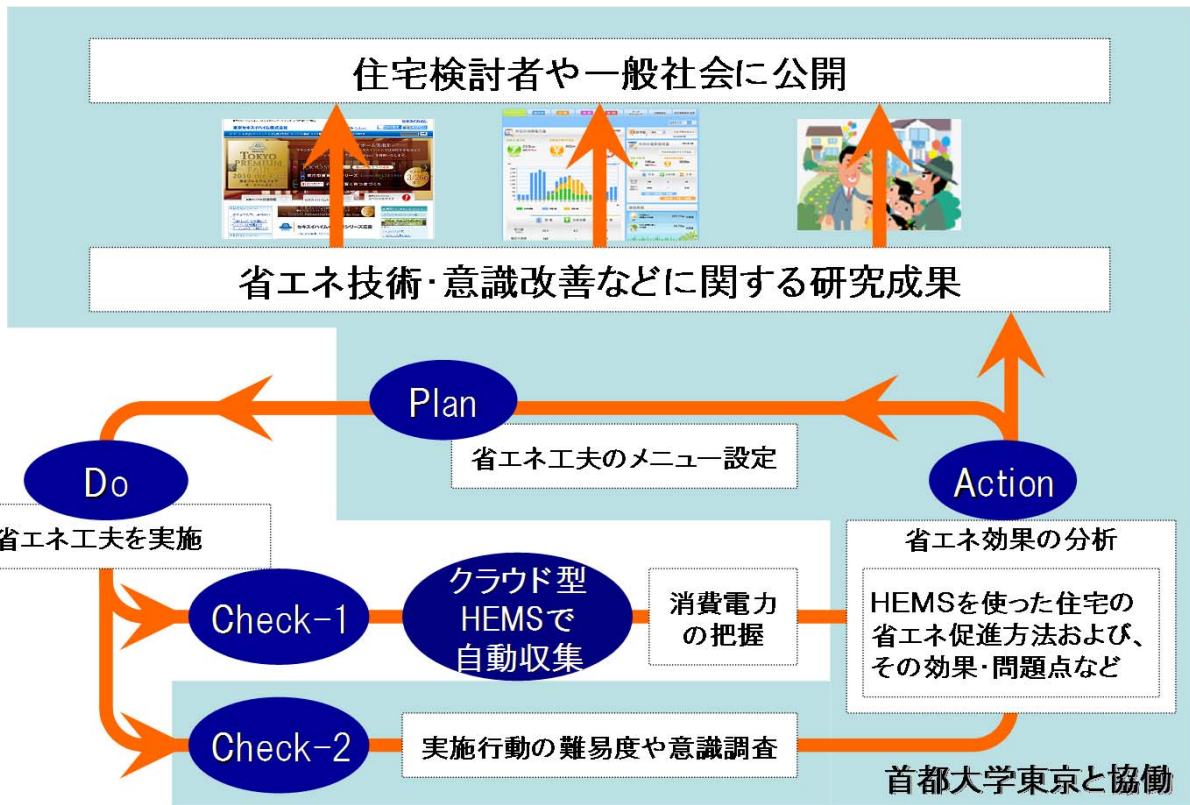 住宅検討者や一般社会に公開
TOKYO
PREMIUM
省エネ技術・意識改善などに関する研究成果
Plan
省エネ工夫のメニュー設定
Do
省エネ工夫を実施
Action
省エネ効果の分析
HEMSを使った住宅の
省エネ促進方法および、
その効果・問題点など
Check-1
クラウド型
HEMSで
自動収集
消費電力
の把握
Check-2
実施行動の難易度や意識調査
首都大学東京と協働